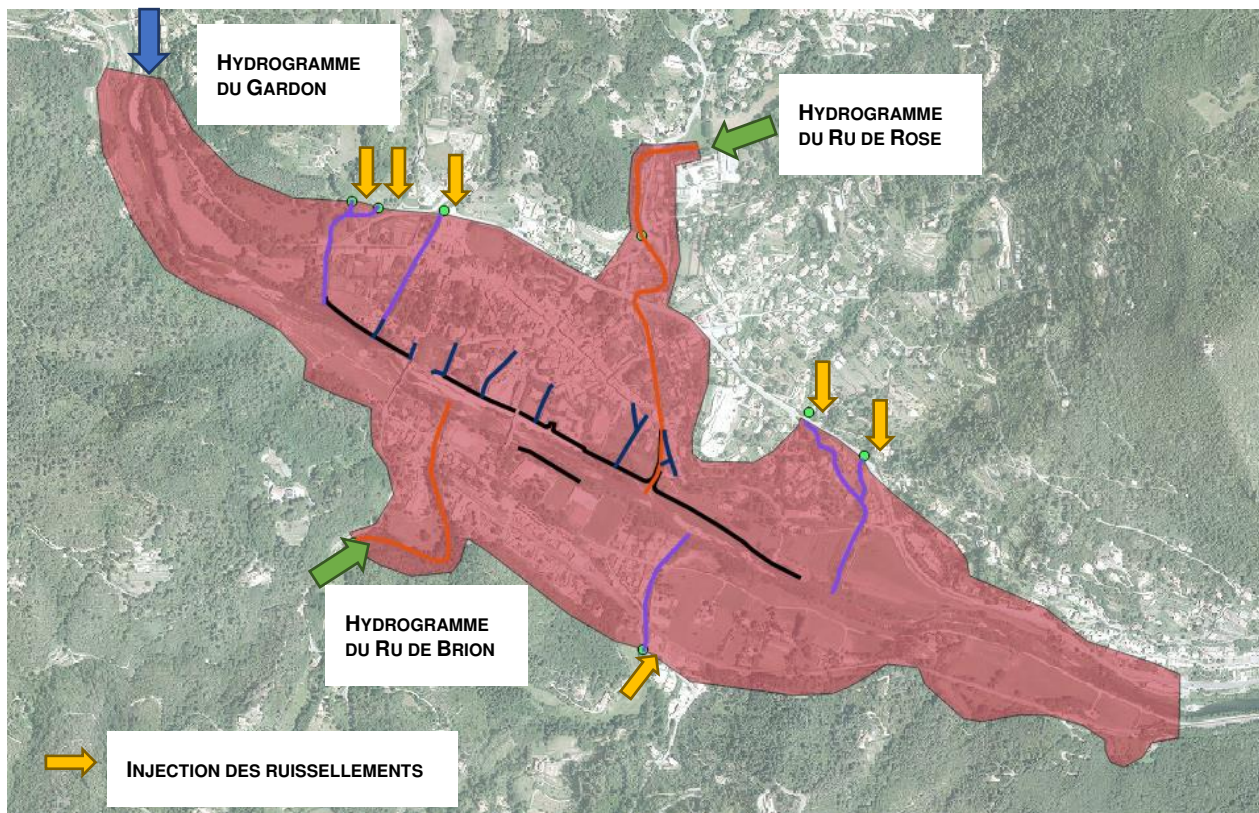 HYDROGRAMME
DU GARDON
HYDROGRAMME
DU RU DE ROSE
HYDROGRAMME
DU RU DE BRION
INJECTION DES RUISSELLEMENTS